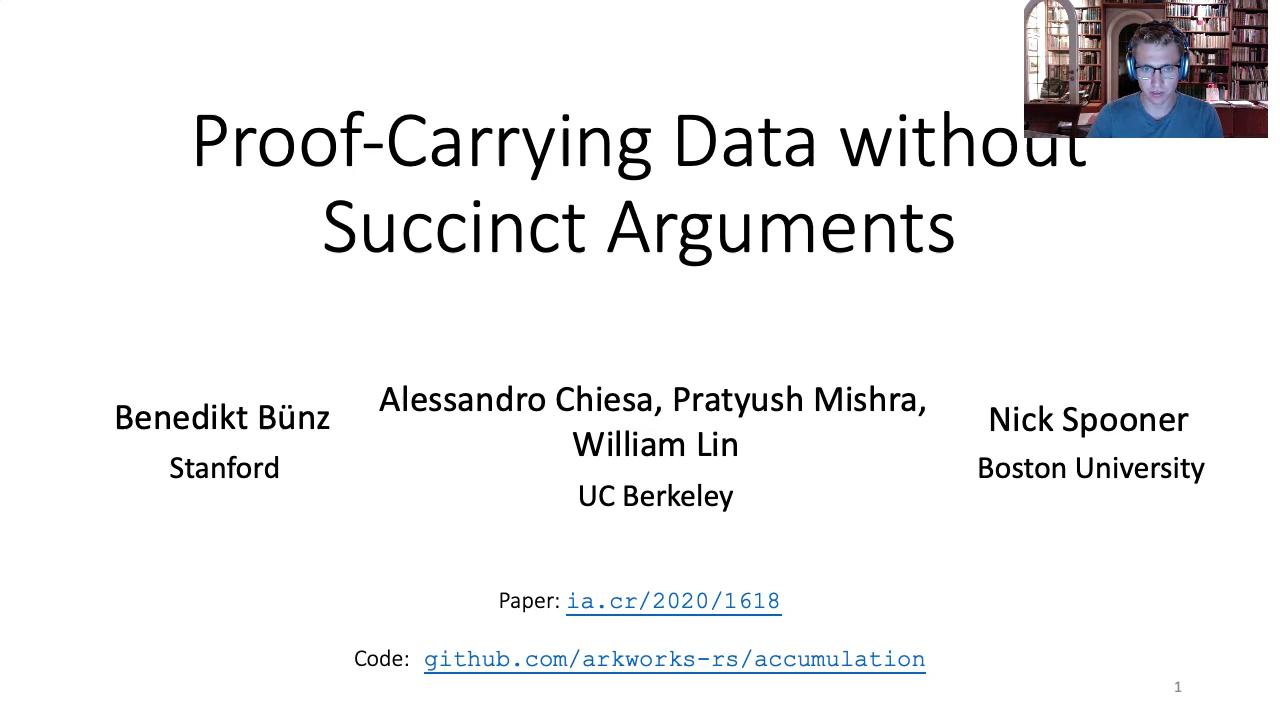 Proof-Carrying Data without
Succinct Arguments
Benedikt Bünz
Stanford
Alessandro Chiesa, Pratyush Mishra,
William Lin
UC Berkeley
Nick Spooner
Boston University
Paper: ia.cr/2020/1618
Code: github.com/arkworks-rs/accumulation
1